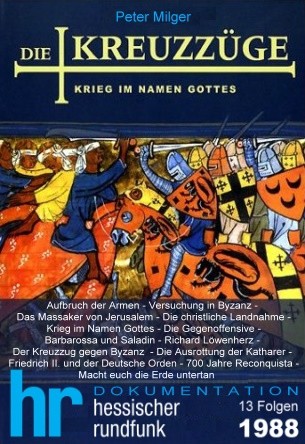 Peter Milger
DIE KREUZZÜGE
KRIEG IM NAMEN GOTTES
Aufbruch der Armen - Versuchung in Byzanz -
Das Massaker von Jerusalem - Die christliche Landnahme -
Krieg im Namen Gottes - Die Gegenoffensive -
Barbarossa und Saladin - Richard Löwenherz -
Der Kreuzzug gegen Byzanz - Die Ausrottung der Katharer -
Friedrich II. und der Deutsche Orden - 700 Jahre Reconquista -
Macht euch die Erde untertan
hr DOKUMENTATION
hessischer 13 Folgen
rundfunk 1988